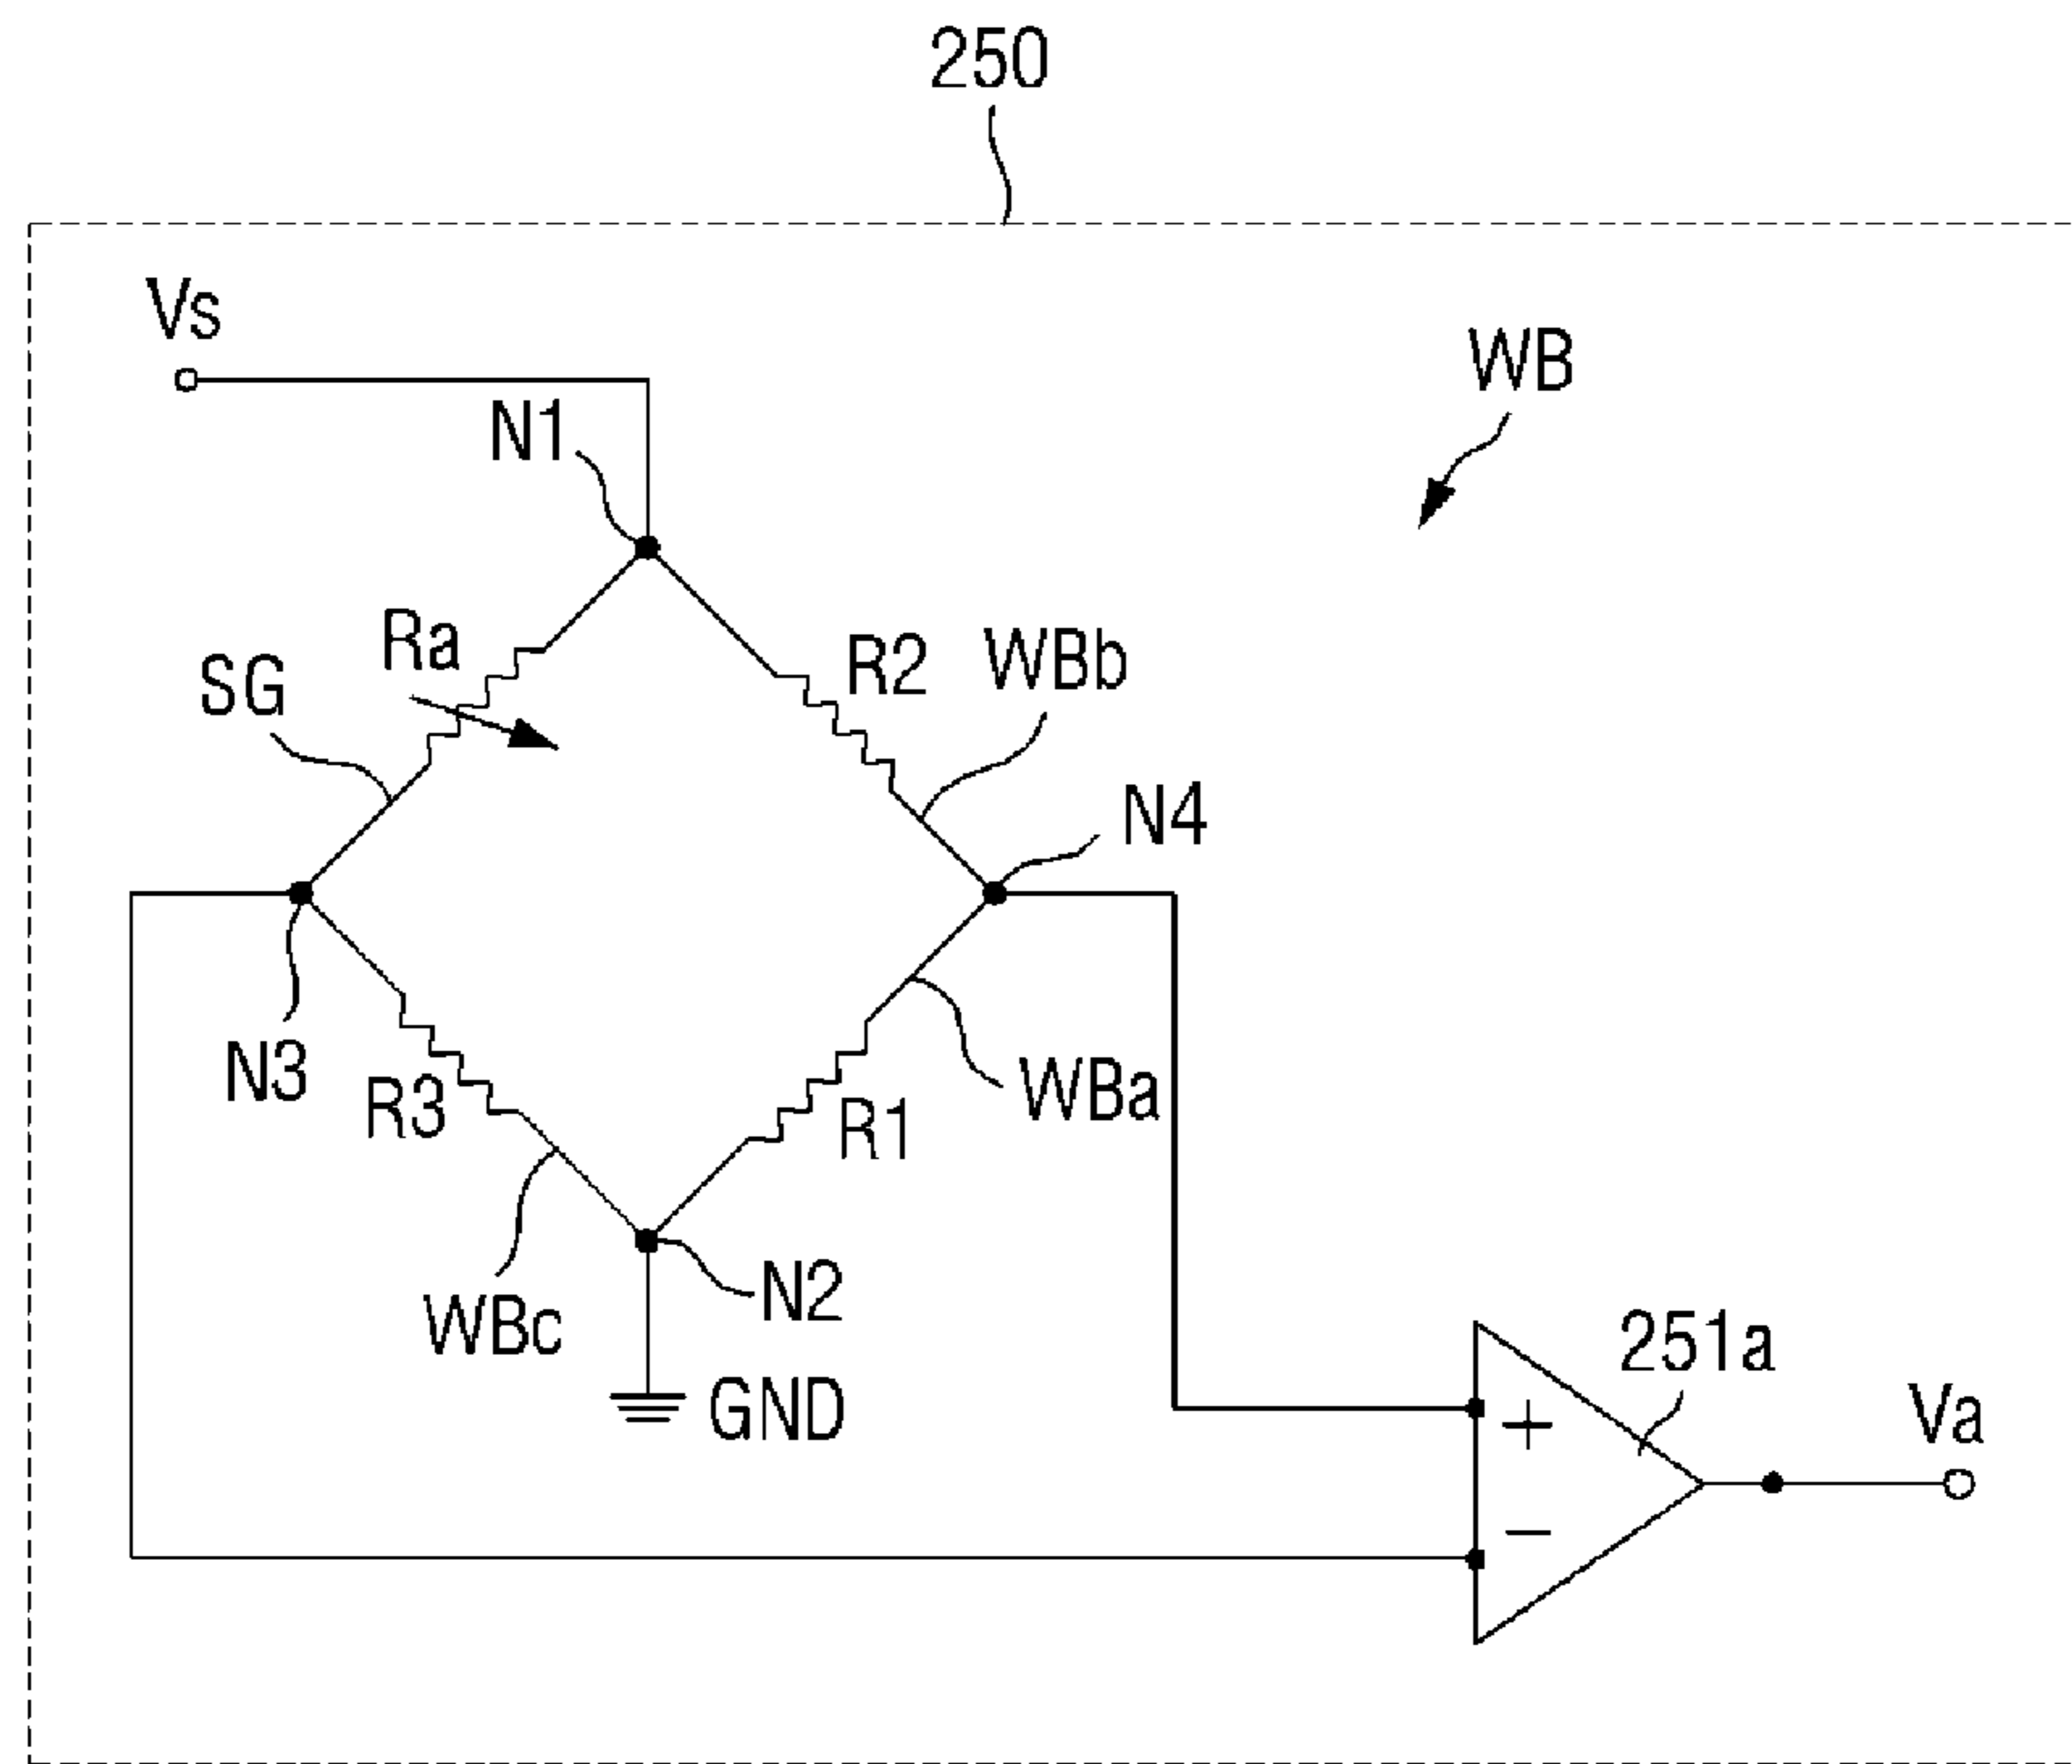 250
Vs
WB
N1
Ra
R2
WBb
SG
N4
N3
R3
R1
WBa
WBc
N2
GND
251a
Va
+
−